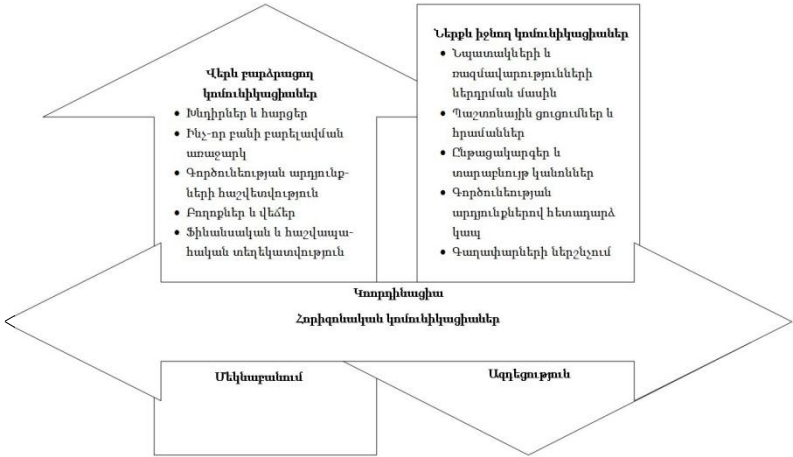 Վերև բարձրացող
կոմունիկացիաներ
• Խնդիրներ և հարցեր
• Ինչ-որ բանի բարելավման
առաջարկ
• Գործունեության արդյունք-
ների հաշվետվություն
• Բողոքներ և վեճեր
• Ֆինանսական և հաշվապա-
հական տեղեկատվություն
Ներքև իջնող կոմունիկացիաներ
• Նպատակների և
ռազմավարությունների
ներդրման մասին
• Պաշտոնային ցուցումներ և
հրամաններ
• Ընթացակարգեր և
տարաբնույթ կանոններ
• Գործունեության
արդյունքներով հետադարձ
կապ
• Գաղափարների ներշնչում
Կոորդինացիա
Հորիզոնական կոմունիկացիաներ
Մեկնաբանում
Ազդեցություն